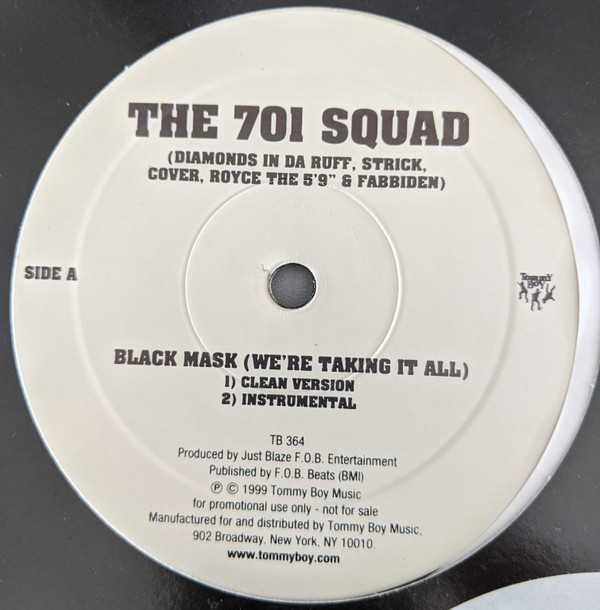 THE 701 SQUAD
(DIAMONDS IN DA RUFF, STRICK,
COVER, ROYCE THE 5'9" & FABBIDEN)
SIDE A
TOMMY
BOY
BLACK MASK (WE'RE TAKING IT ALL)
1) CLEAN VERSION
2) INSTRUMENTAL
TB 364
Produced by Just Blaze F.O.B. Entertainment
Published by F.O.B. Beats (BMI)
℗ © 1999 Tommy Boy Music
for promotional use only - not for sale
Manufactured for and distributed by Tommy Boy Music,
902 Broadway. New York. NY 10010.
www.tommyboy.com